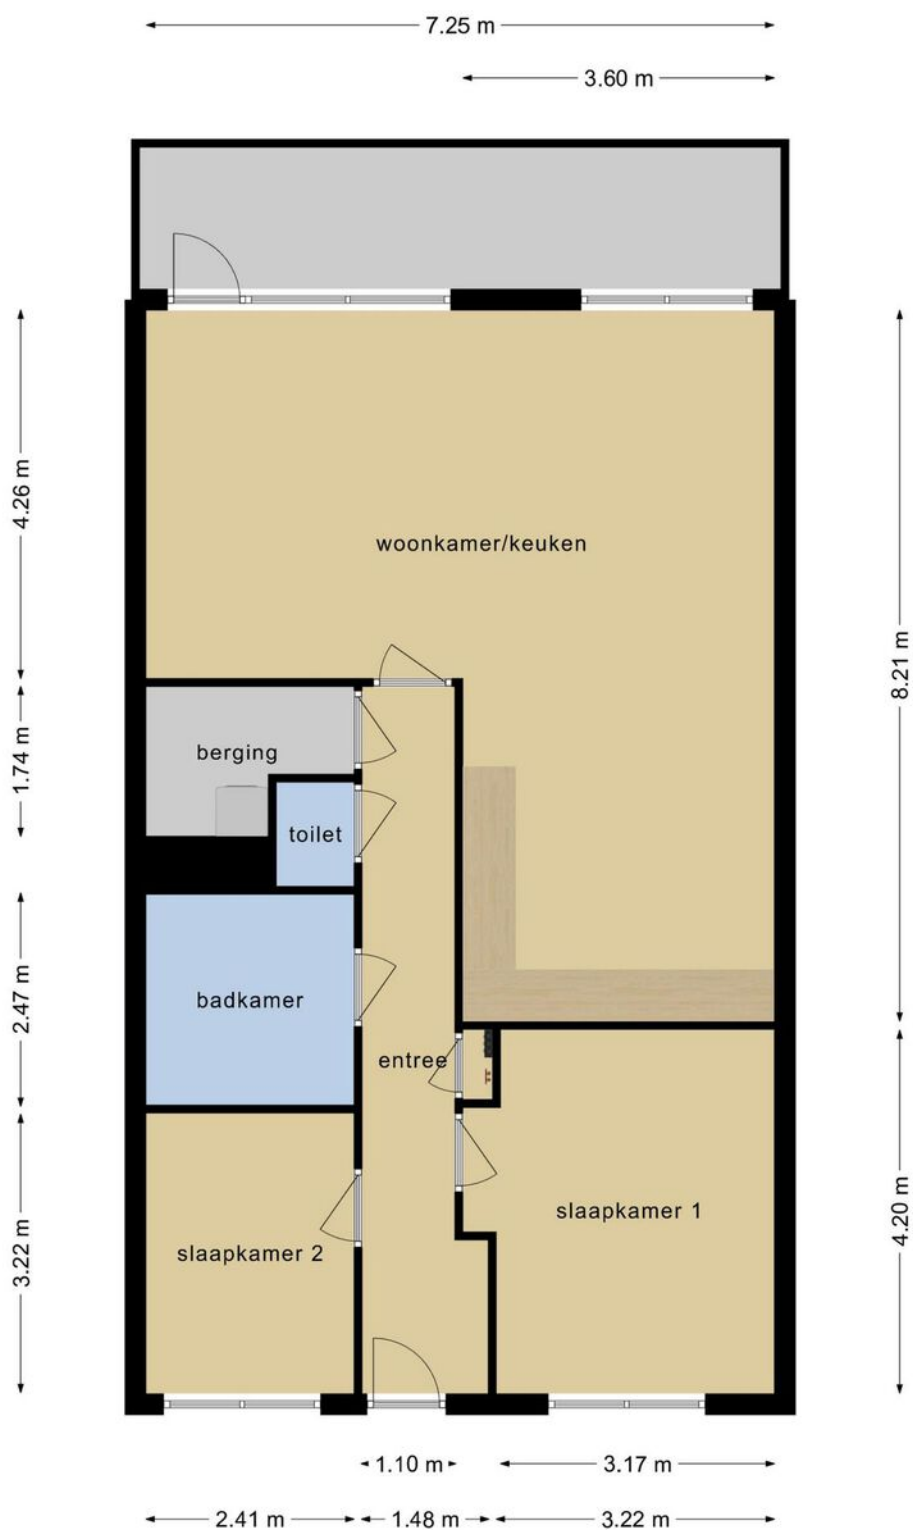 7.25 m
3.60 m
4.26 m
woonkamer/keuken
8.21 m
1.74 m
berging
toilet
2.47 m
badkamer
entree
4.20 m
slaapkamer 1
3.22 m
slaapkamer 2
1.10 m
3.17 m
2.41 m
1.48 m
3.22 m